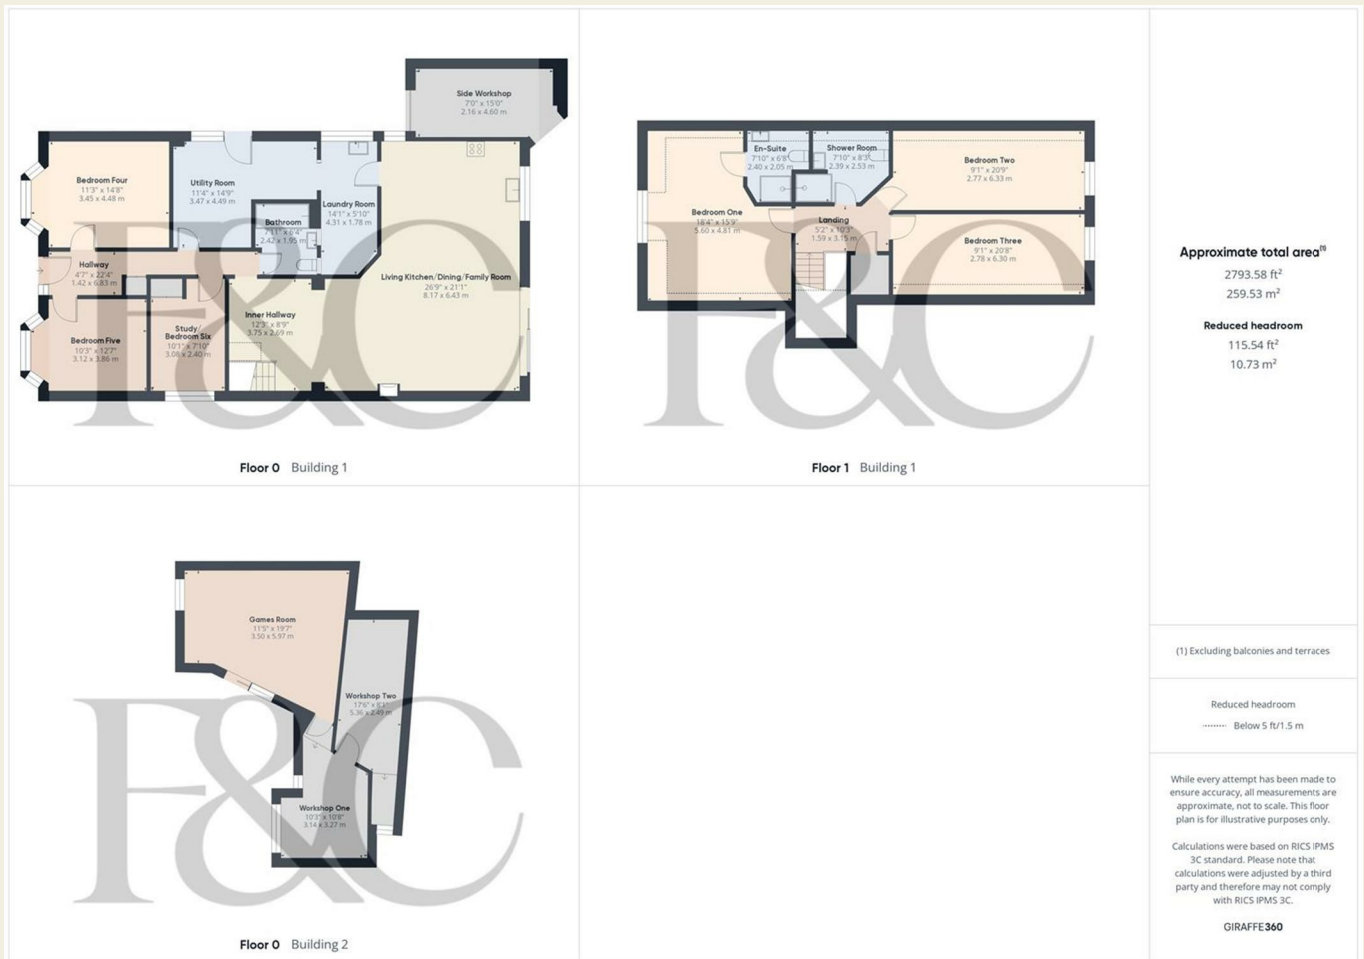 Side Workshop
7'0" x 15'0"
2.16 x 4.60 m
Bedroom Four
11'3" x 14'8"
3.45 x 4.48 m
Utility Room
11'4" x 14'9"
3.47 x 4.49 m
Bathroom
7'11" x 6'4"
2.42 x 1.95 m
Laundry Room
14'1" x 5'10"
4.31 x 1.78 m
Hallway
4'7" x 22'4"
1.42 x 6.83 m
Living Kitchen/Dining/Family Room
26'9" x 21'1"
8.17 x 6.43 m
Inner Hallway
12'3" x 8'9"
3.75 x 2.69 m
Bedroom Five
10'3" x 12'7"
3.12 x 3.86 m
Study/
Bedroom Six
10'1" x 7'10"
3.08 x 2.40 m
F&C
Floor 0 Building 1
En-Suite
7'10" x 6'8"
2.40 x 2.05 m
Shower Room
7'10" x 8'3"
2.39 x 2.53 m
Bedroom Two
9'1" x 20'9"
2.77 x 6.33 m
Bedroom One
18'4" x 15'9"
5.60 x 4.81 m
Landing
5'2" x 10'3"
1.59 x 3.15 m
Bedroom Three
9'1" x 20'8"
2.78 x 6.30 m
F&C
Floor 1 Building 1
Games Room
11'5" x 19'7"
3.50 x 5.97 m
Workshop Two
17'6" x 8'1"
5.36 x 2.49 m
Workshop One
10'3" x 10'8"
3.14 x 3.27 m
F&C
Floor 0 Building 2
Approximate total area(1)
2793.58 ft²
259.53 m²
Reduced headroom
115.54 ft²
10.73 m²
(1) Excluding balconies and terraces
Reduced headroom
Below 5 ft/1.5 m
While every attempt has been made to
ensure accuracy, all measurements are
approximate, not to scale. This floor
plan is for illustrative purposes only.
Calculations were based on RICS IPMS
3C standard. Please note that
calculations were adjusted by a third
party and therefore may not comply
with RICS IPMS 3C.
GIRAFFE360